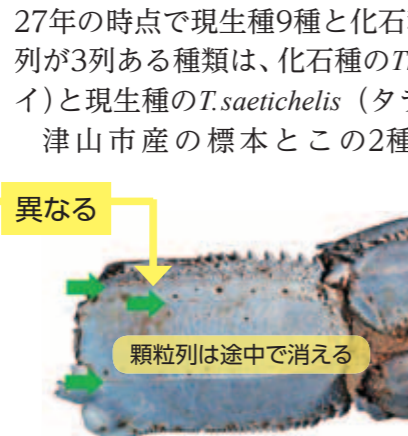 27年の時点で現生種9種と化石
列が3列ある種類は、化石種のT
イ)と現生種のT.saetichelis（タ
津山市産の標本とこの2種
異なる
顆粒列は途中で消える